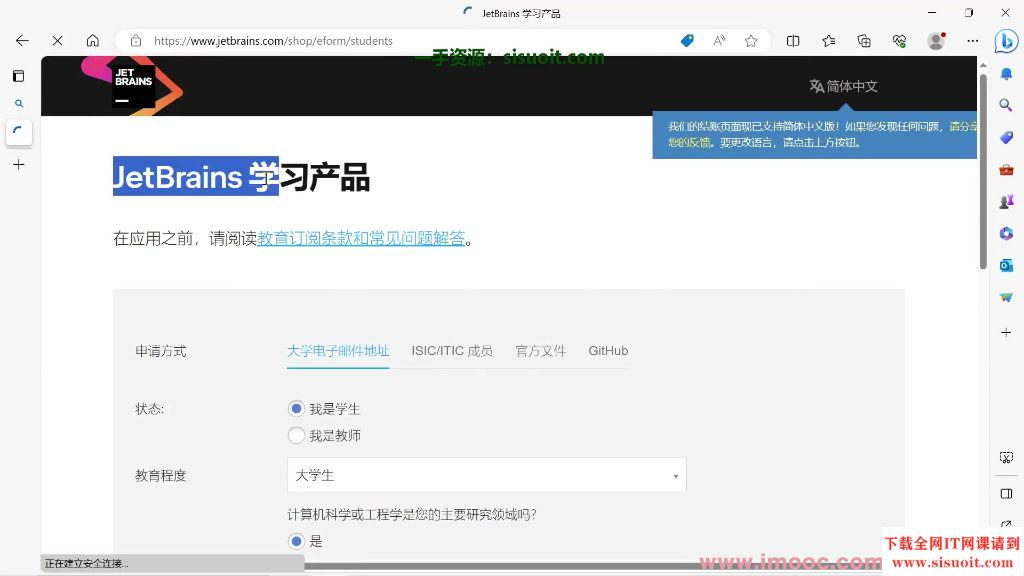 JetBrains 学习产品
https://www.jetbrains.com/shop/eform/students
一手资源：sisuoit.com
JET
BRAINS
简体中文
我们的结账页面现已支持简体中文版！如果您发现任何问题，请分享
您的反馈。要更改语言，请点击上方按钮。
JetBrains 学习产品
在应用之前，请阅读教育订阅条款和常见问题解答。
申请方式
大学电子邮件地址
ISIC/ITIC 成员
官方文件
GitHub
状态:
我是学生
我是教师
教育程度
大学生
计算机科学或工程学是您的主要研究领域吗?
是
正在建立安全连接...
www.imooc.com
下载全网IT网课请到
www.sisuoit.com